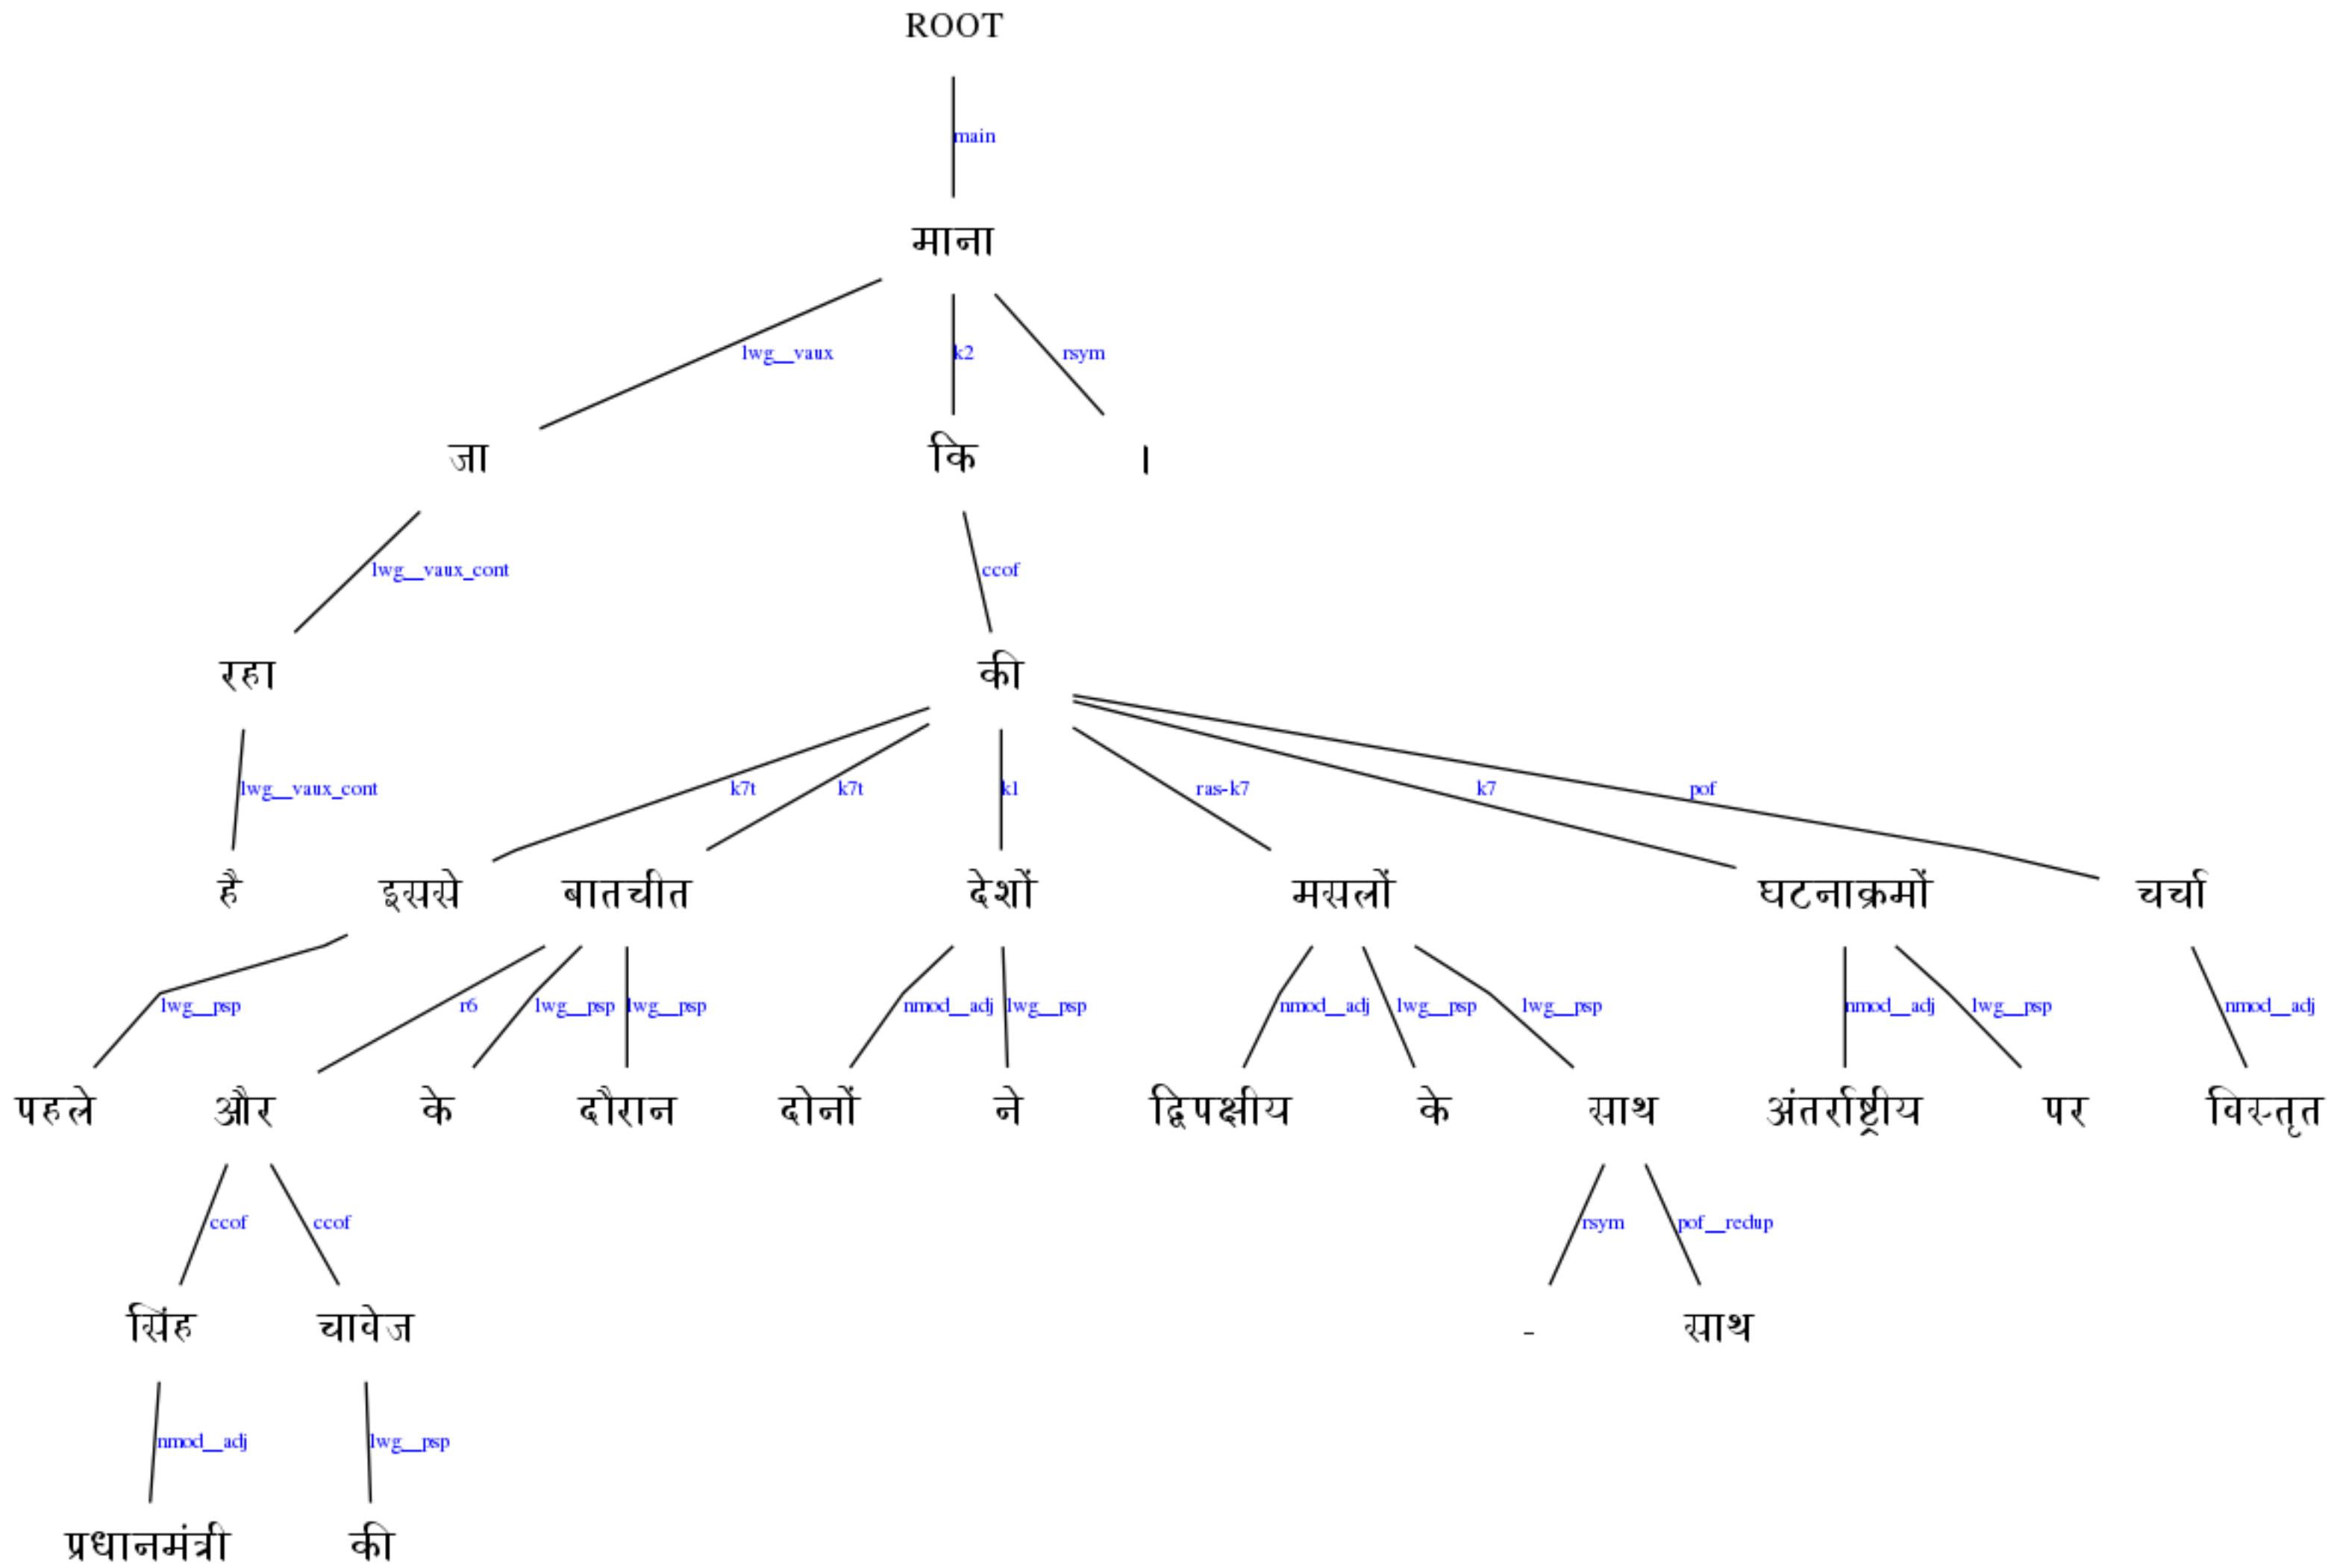 ROOT
main
माना
lwg__vaux k2 rsym
जा कि ।
lwg__vaux_cont ccof
रहा की
lwg__vaux_cont k7t k7t k1 ras-k7 k7 pof
है इससे बातचीत देशों मसलों घटनाक्रमों चर्चा
lwg__psp r6 lwg__psp lwg__psp nmod__adj lwg__psp nmod__adj lwg__psp lwg__psp nmod__adj lwg__psp nmod__adj
पहले और के दौरान दोनों ने द्विपक्षीय के साथ अंतर्राष्ट्रीय पर विस्तृत
ccof ccof rsym pof__redup
सिंह चावेज - साथ
nmod__adj lwg__psp
प्रधानमंत्री की